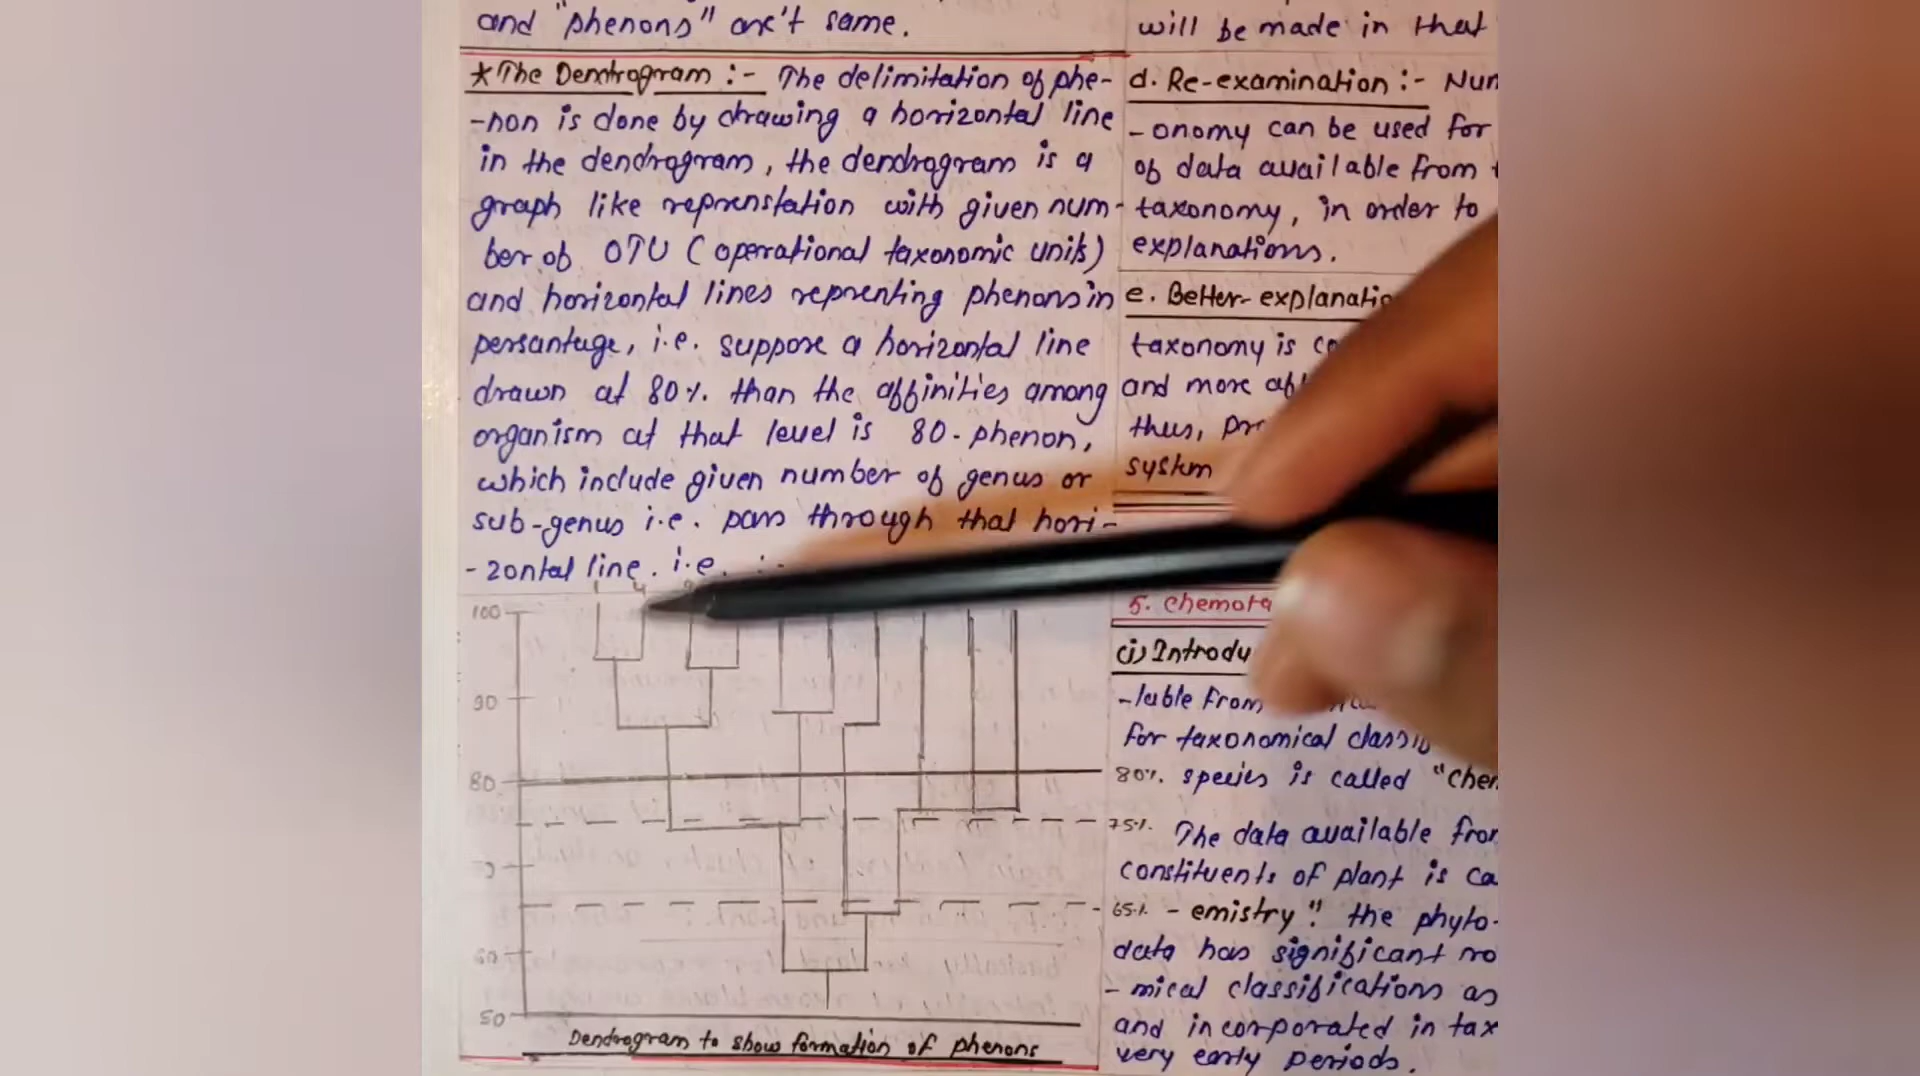 and "phenons" aren't same.
*The Dendrogram :- The delimitation of phe-
-non is done by drawing a horizontal line
in the dendrogram, the dendrogram is a
graph like reprenstation with given num-
ber of OTU (operational taxonomic units)
and horizontal lines reprenting phenons in
persantage, i.e. suppose a horizontal line
drawn at 80%. than the affinities among
organism at that level is 80-phenon,
which include given number of genus or
sub-genus i.e. pass through that hori-
-zontal line. i.e. :-
1 4
100
90
80
80%.
75%.
65%.
60
50
Dendrogram to show formation of phenons
will be made in that
d. Re-examination :- Num
-onomy can be used for
of data available from
taxonomy, in order to
explanations.
e. Better-explanatio
taxonomy is
and more
thus,
system
5. Chemota
(i) Introdu
-lable from
for taxonomical classi
species is called "chem
The data available from
constituents of plant is ca
-emistry". the phyto-
data has significant ro
-mical classifications as
and incorporated in tax
very early periods.